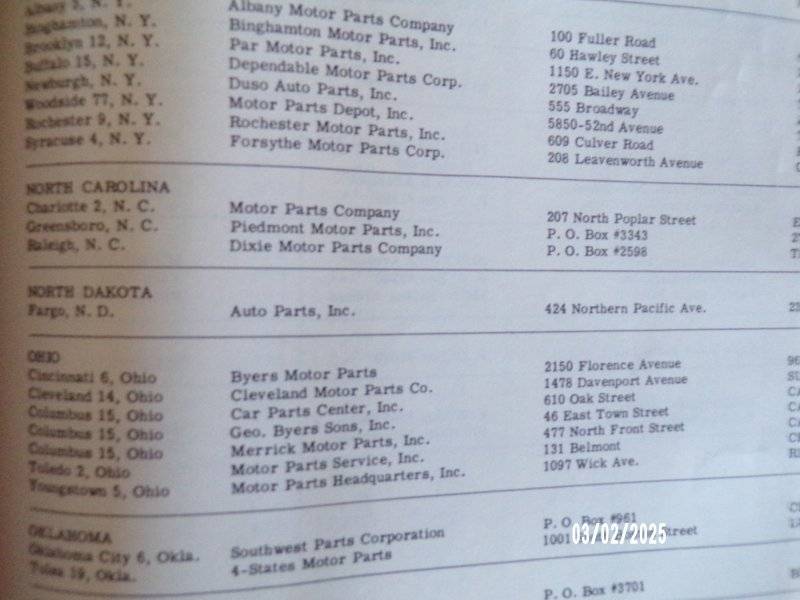 Albany 5, N. Y. Albany Motor Parts Company 100 Fuller Road
Binghamton, N. Y. Binghamton Motor Parts, Inc. 60 Hawley Street
Brooklyn 12, N. Y. Par Motor Parts, Inc. 1150 E. New York Ave.
Buffalo 15, N. Y. Dependable Motor Parts Corp. 2705 Bailey Avenue
Newburgh, N. Y. Duso Auto Parts, Inc. 555 Broadway
Woodside 77, N. Y. Motor Parts Depot, Inc. 5850-52nd Avenue
Rochester 9, N. Y. Rochester Motor Parts, Inc. 609 Culver Road
Syracuse 4, N. Y. Forsythe Motor Parts Corp. 208 Leavenworth Avenue
NORTH CAROLINA
Charlotte 2, N. C. Motor Parts Company 207 North Poplar Street
Greensboro, N. C. Piedmont Motor Parts, Inc. P. O. Box #3343
Raleigh, N. C. Dixie Motor Parts Company P. O. Box #2598
NORTH DAKOTA
Fargo, N. D. Auto Parts, Inc. 424 Northern Pacific Ave.
OHIO
Cincinnati 6, Ohio Byers Motor Parts 2150 Florence Avenue
Cleveland 14, Ohio Cleveland Motor Parts Co. 1478 Davenport Avenue
Columbus 15, Ohio Car Parts Center, Inc. 610 Oak Street
Columbus 15, Ohio Geo. Byers Sons, Inc. 46 East Town Street
Columbus 15, Ohio Merrick Motor Parts, Inc. 477 North Front Street
Toledo 2, Ohio Motor Parts Service, Inc. 131 Belmont
Youngstown 5, Ohio Motor Parts Headquarters, Inc. 1097 Wick Ave.
OKLAHOMA
Oklahoma City 6, Okla. Southwest Parts Corporation P. O. Box #961
Tulsa 19, Okla. 4-States Motor Parts 1001 Street
P. O. Box #3701
03/02/2025